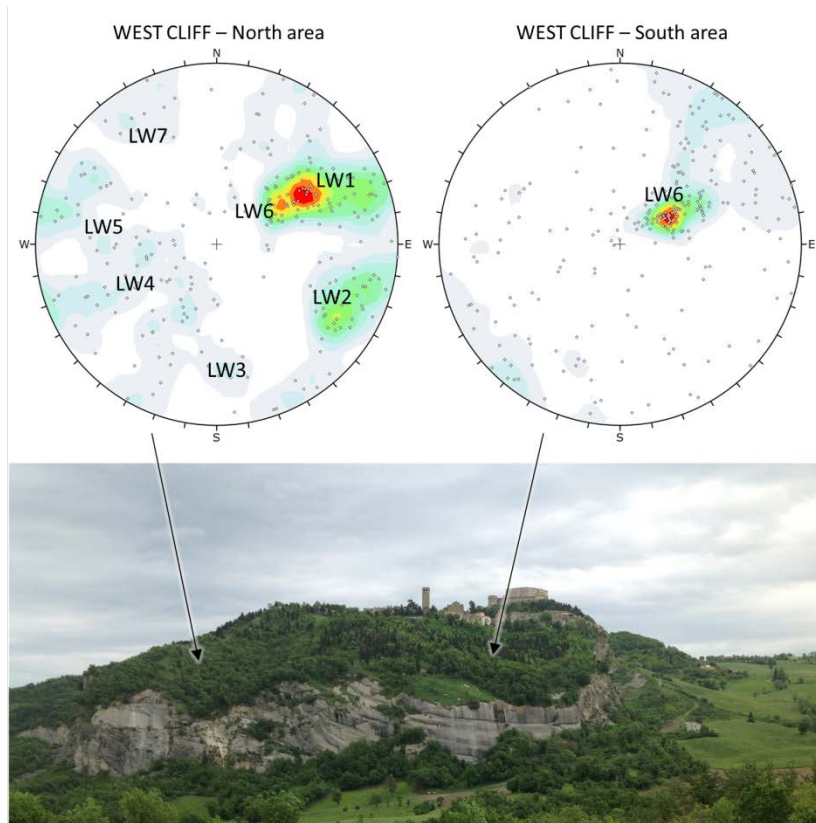 WEST CLIFF – North area
WEST CLIFF – South area
N
N
LW7
LW1
LW6
LW6
LW5
W
E
W
E
LW4
LW2
LW3
S
S